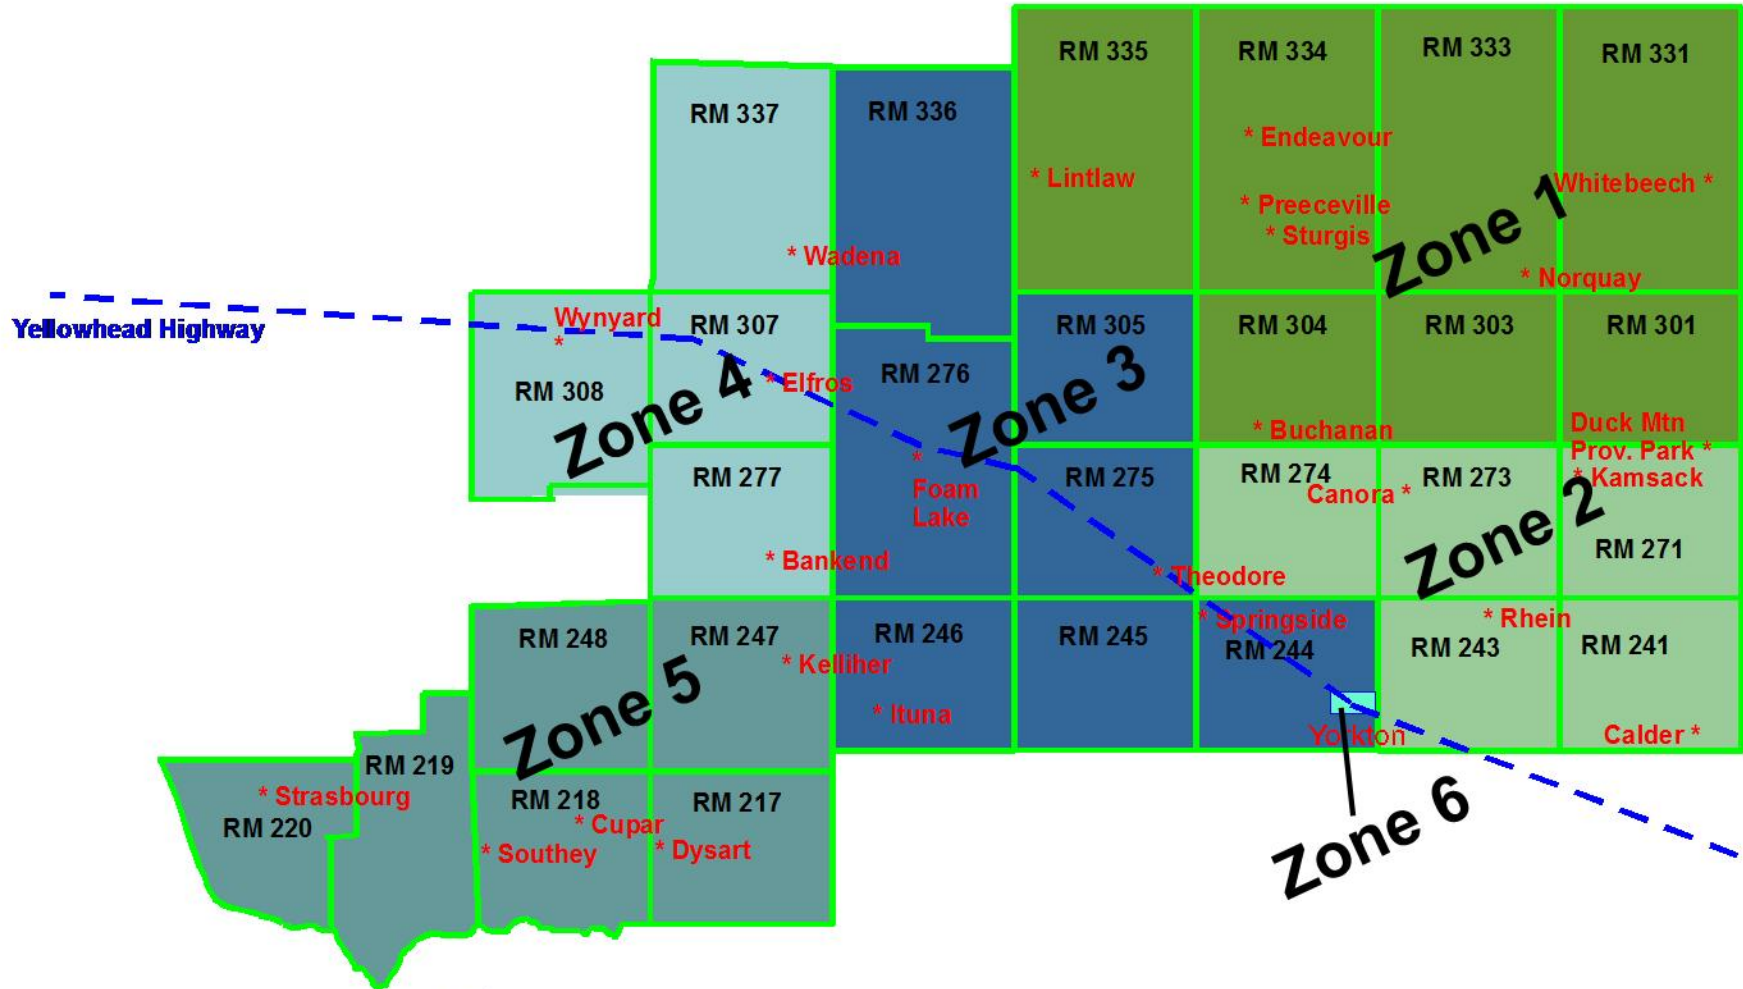 RM 335
RM 334
RM 333
RM 331
RM 337
RM 336
* Endeavour
* Lintlaw
Whitebeech *
* Preeceville
* Sturgis
Zone 1
* Wadena
* Norquay
Yellowhead Highway
Wynyard
*
RM 307
RM 305
RM 304
RM 303
RM 301
RM 308
* Elfros
RM 276
Zone 4
Zone 3
* Buchanan
Duck Mtn
Prov. Park *
* Kamsack
RM 277
*
Foam
Lake
RM 275
RM 274
Canora *
RM 273
Zone 2
RM 271
* Bankend
* Theodore
RM 248
RM 247
RM 246
RM 245
* Springside
RM 244
* Rhein
RM 243
RM 241
* Kelliher
Zone 5
* Ituna
Yorkton
Calder *
RM 219
* Strasbourg
RM 220
RM 218
* Cupar
* Southey
RM 217
* Dysart
Zone 6